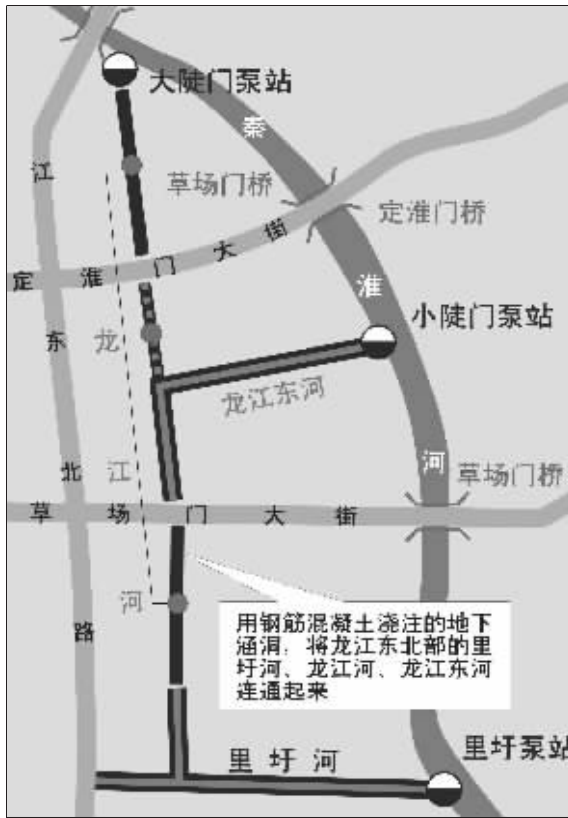 大陡门泵站
秦淮河
草场门桥
定淮门桥
定淮门大街
江东北路
小陡门泵站
龙江河
龙江东河
草场门桥
草场门大街
用钢筋混凝土浇注的地下
涵洞，将龙江东北部的里
圩河、龙江河、龙江东河
连通起来
里圩河
里圩泵站